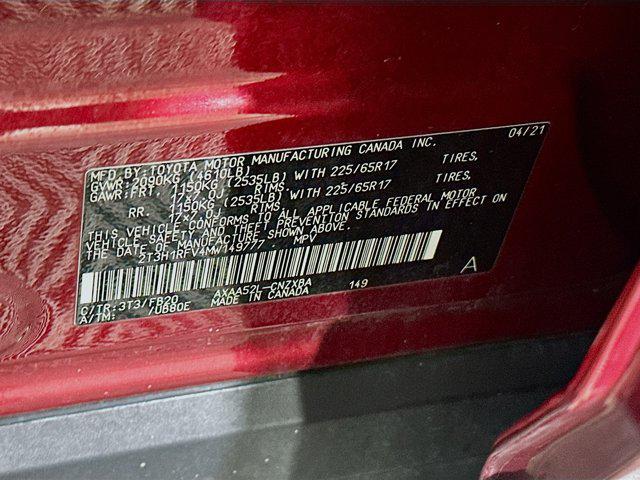 MFD. BY: TOYOTA MOTOR MANUFACTURING CANADA INC. 04/21
GVWR: 2090KG (4610LB)
GAWR: FRT. 1150KG (2535LB) WITH 225/65R17 TIRES,
17X7.0J RIMS,
RR. 1150KG (2535LB) WITH 225/65R17 TIRES,
17X7.0J RIMS,
THIS VEHICLE CONFORMS TO ALL APPLICABLE FEDERAL MOTOR
VEHICLE SAFETY AND THEFT PREVENTION STANDARDS IN EFFECT ON
THE DATE OF MANUFACTURE SHOWN ABOVE.
2T3H1RFV4MW149777 MPV
A
C/TR: 3T3/FB20 AXAA52L-CNZXBA 149
A/TM: /UB80E MADE IN CANADA